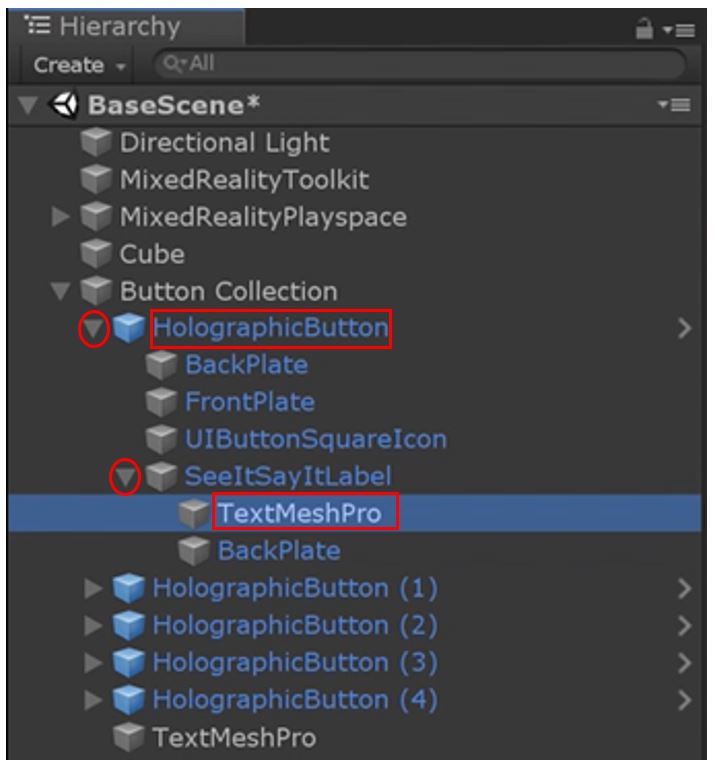 Hierarchy
Create All
BaseScene*
Directional Light
MixedRealityToolkit
MixedRealityPlayspace
Cube
Button Collection
HolographicButton
BackPlate
FrontPlate
UIButtonSquareIcon
SeeItSayItLabel
TextMeshPro
BackPlate
HolographicButton (1)
HolographicButton (2)
HolographicButton (3)
HolographicButton (4)
TextMeshPro